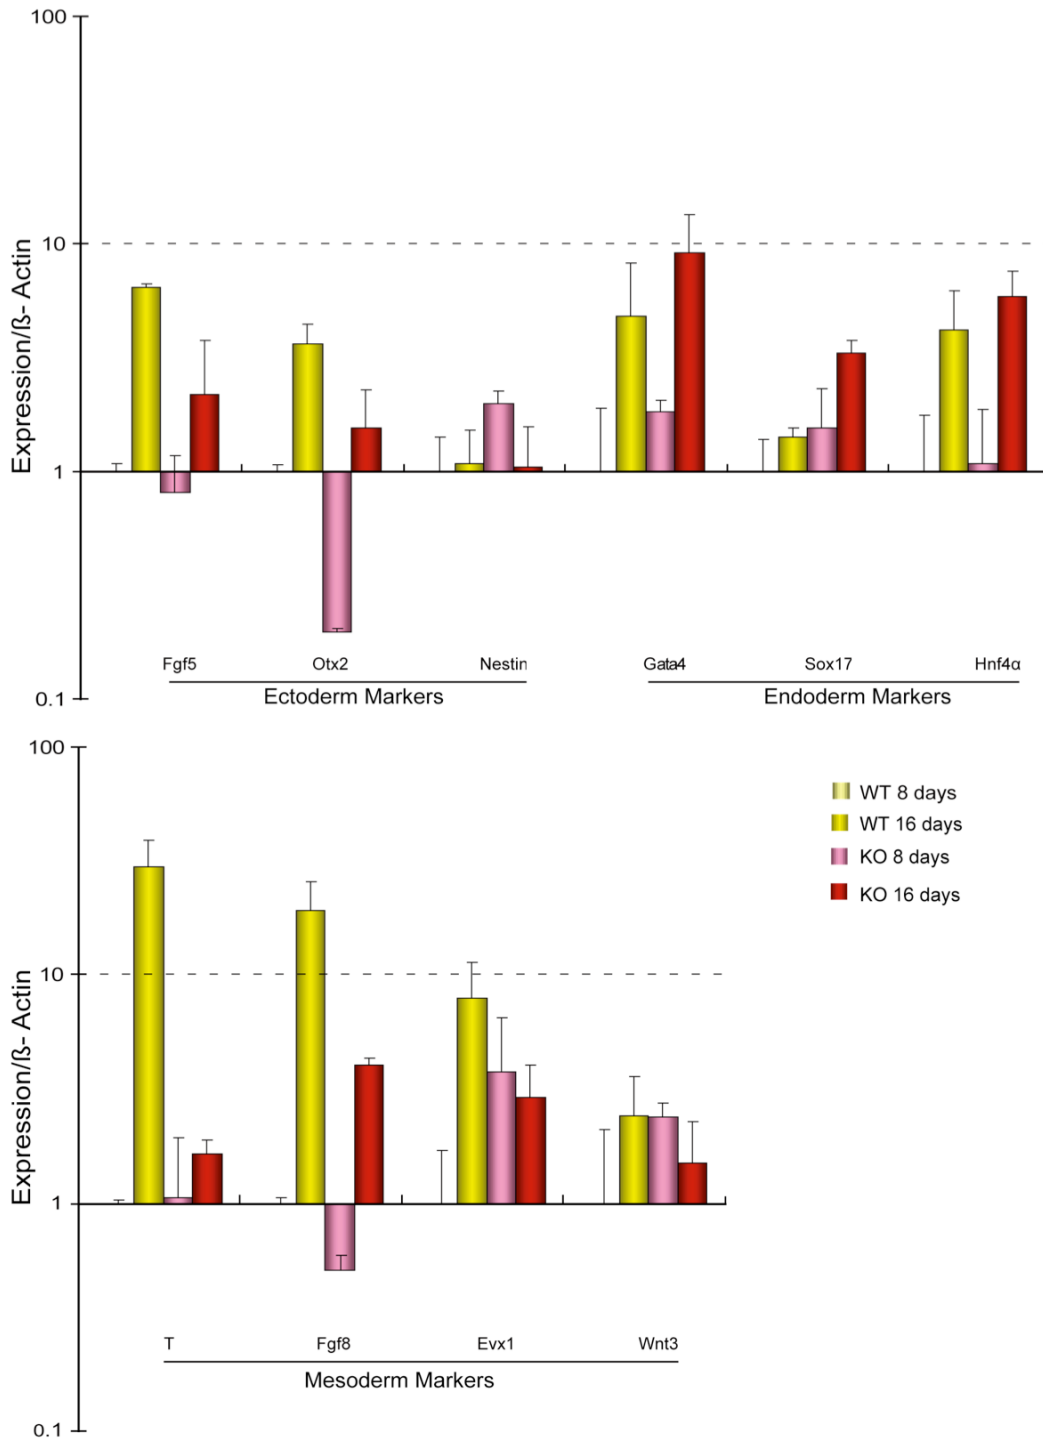 100
10
1
0.1
Expression/ß- Actin
Fgf5 Otx2 Nestin Gata4 Sox17 Hnf4α
Ectoderm Markers Endoderm Markers
100
10
1
0.1
Expression/ß- Actin
WT 8 days
WT 16 days
KO 8 days
KO 16 days
T Fgf8 Evx1 Wnt3
Mesoderm Markers